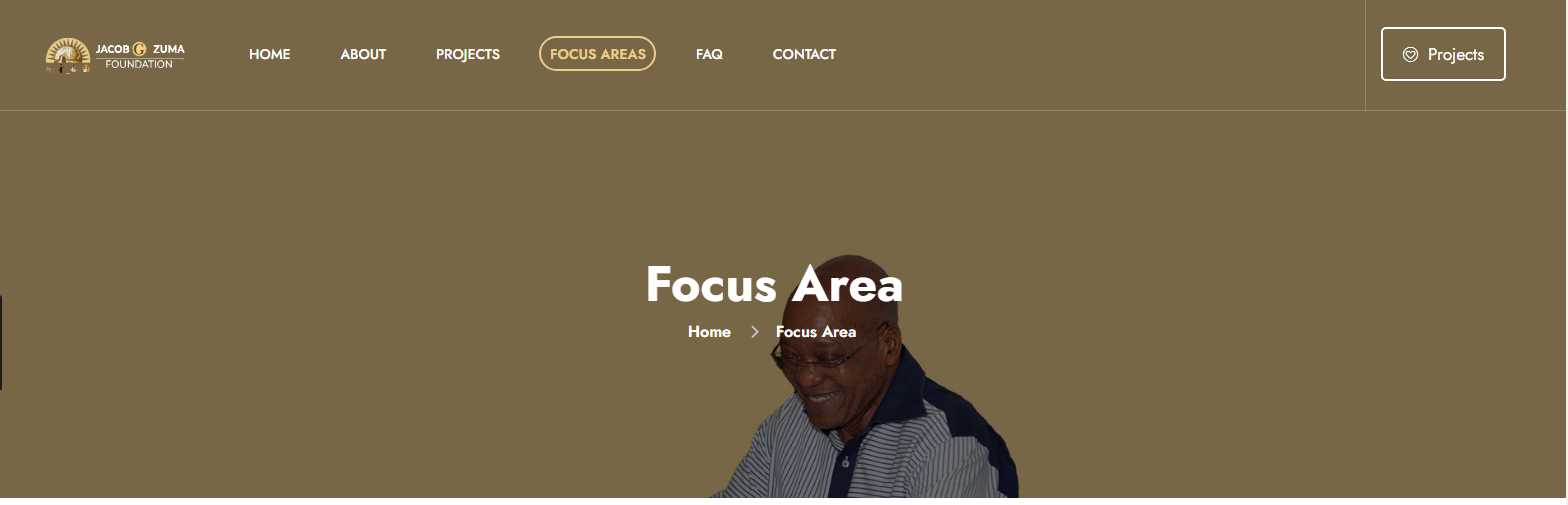 JACOB G ZUMA
FOUNDATION
HOME
ABOUT
PROJECTS
FOCUS AREAS
FAQ
CONTACT
Projects
Focus Area
Home
Focus Area